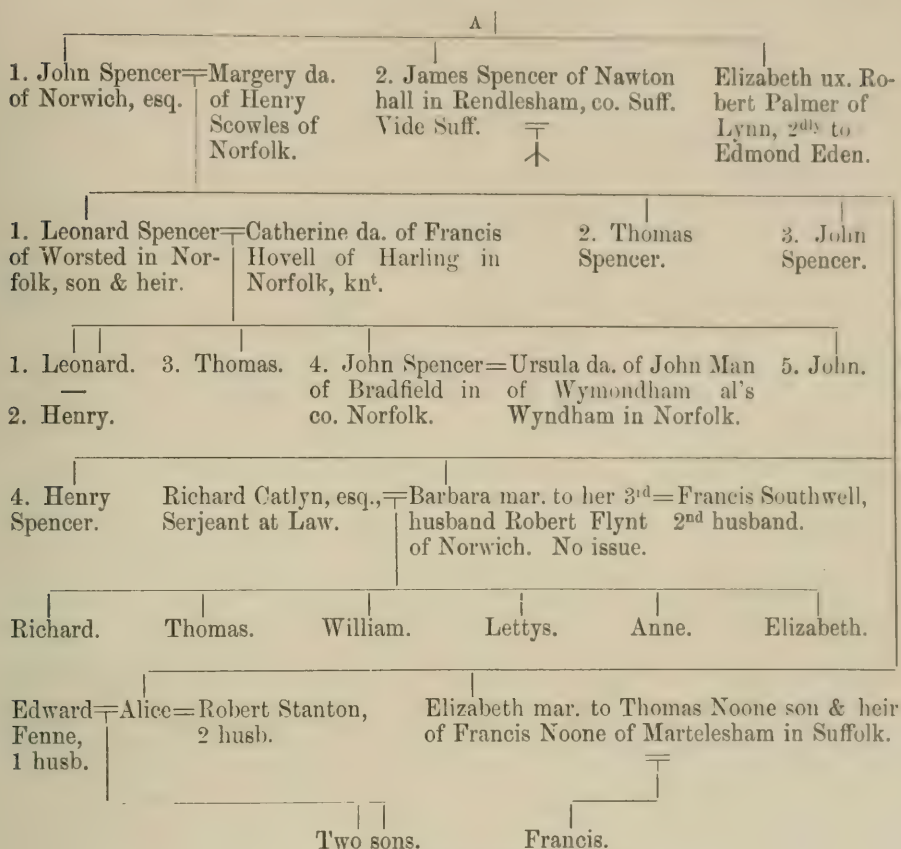 A
1. John Spencer=Margery da.
of Norwich, esq.
of Henry
Scowles of
Norfolk.
2. James Spencer of Nawton
hall in Rendlesham, co. Suff.
Vide Suff.
Elizabeth ux. Ro-
bert Palmer of
Lynn, 2dly to
Edmond Eden.
1. Leonard Spencer=Catherine da. of Francis
of Worsted in Nor-
folk, son & heir.
Hovell of Harling in
Norfolk, knt.
2. Thomas
Spencer.
3. John
Spencer.
1. Leonard.
—
2. Henry.
3. Thomas.
4. John Spencer=Ursula da. of John Man
of Bradfield in
co. Norfolk.
of Wymondham al's
Wyndham in Norfolk.
5. John.
4. Henry
Spencer.
Richard Catlyn, esq.,=Barbara mar. to her 3rd=Francis Southwell,
Serjeant at Law.
husband Robert Flynt
of Norwich. No issue.
2nd husband.
Richard. Thomas. William. Lettys. Anne. Elizabeth.
Edward=Alice=Robert Stanton,
Fenne,
1 husb.
2 husb.
Elizabeth mar. to Thomas Noone son & heir
of Francis Noone of Martelesham in Suffolk.
Two sons.
Francis.